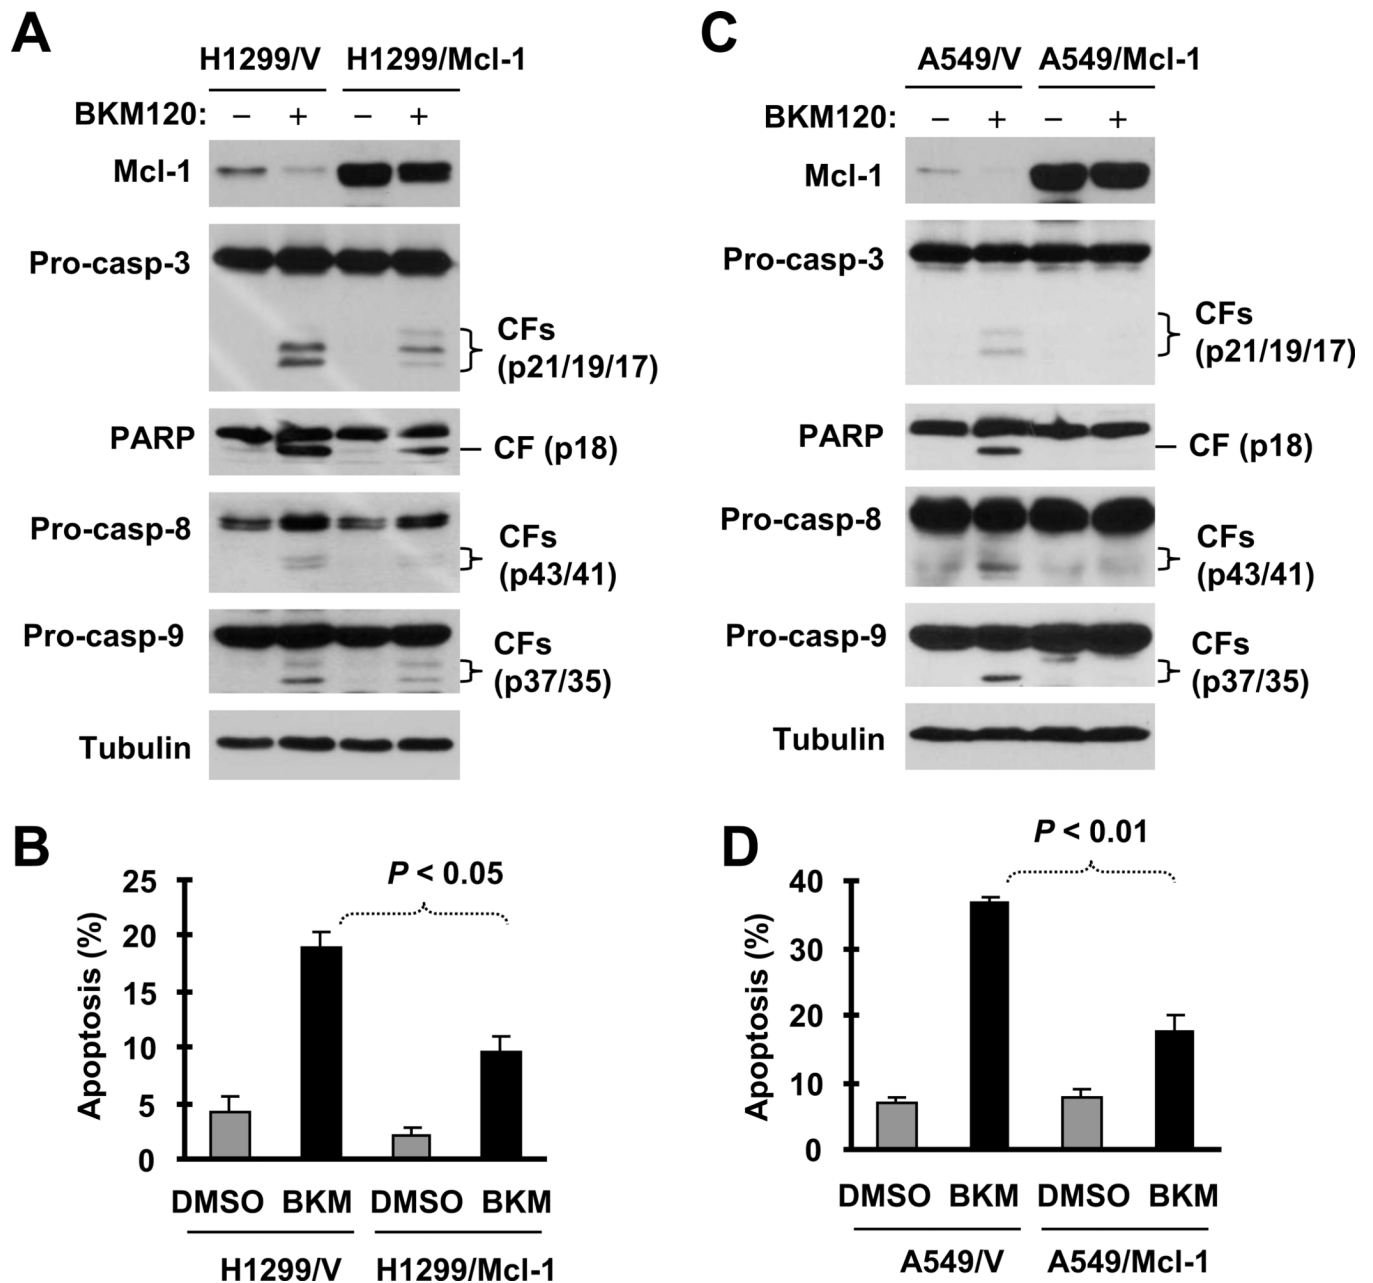 A
H1299/V H1299/Mcl-1
BKM120: – + – +
Mcl-1
Pro-casp-3
CFs
(p21/19/17)
PARP
CF (p18)
Pro-casp-8
CFs
(p43/41)
Pro-casp-9
CFs
(p37/35)
Tubulin
C
A549/V A549/Mcl-1
BKM120: – + – +
Mcl-1
Pro-casp-3
CFs
(p21/19/17)
PARP
CF (p18)
Pro-casp-8
CFs
(p43/41)
Pro-casp-9
CFs
(p37/35)
Tubulin
B
P < 0.05
Apoptosis (%)
25
20
15
10
5
0
DMSO BKM DMSO BKM
H1299/V H1299/Mcl-1
D
P < 0.01
Apoptosis (%)
40
30
20
10
0
DMSO BKM DMSO BKM
A549/V A549/Mcl-1